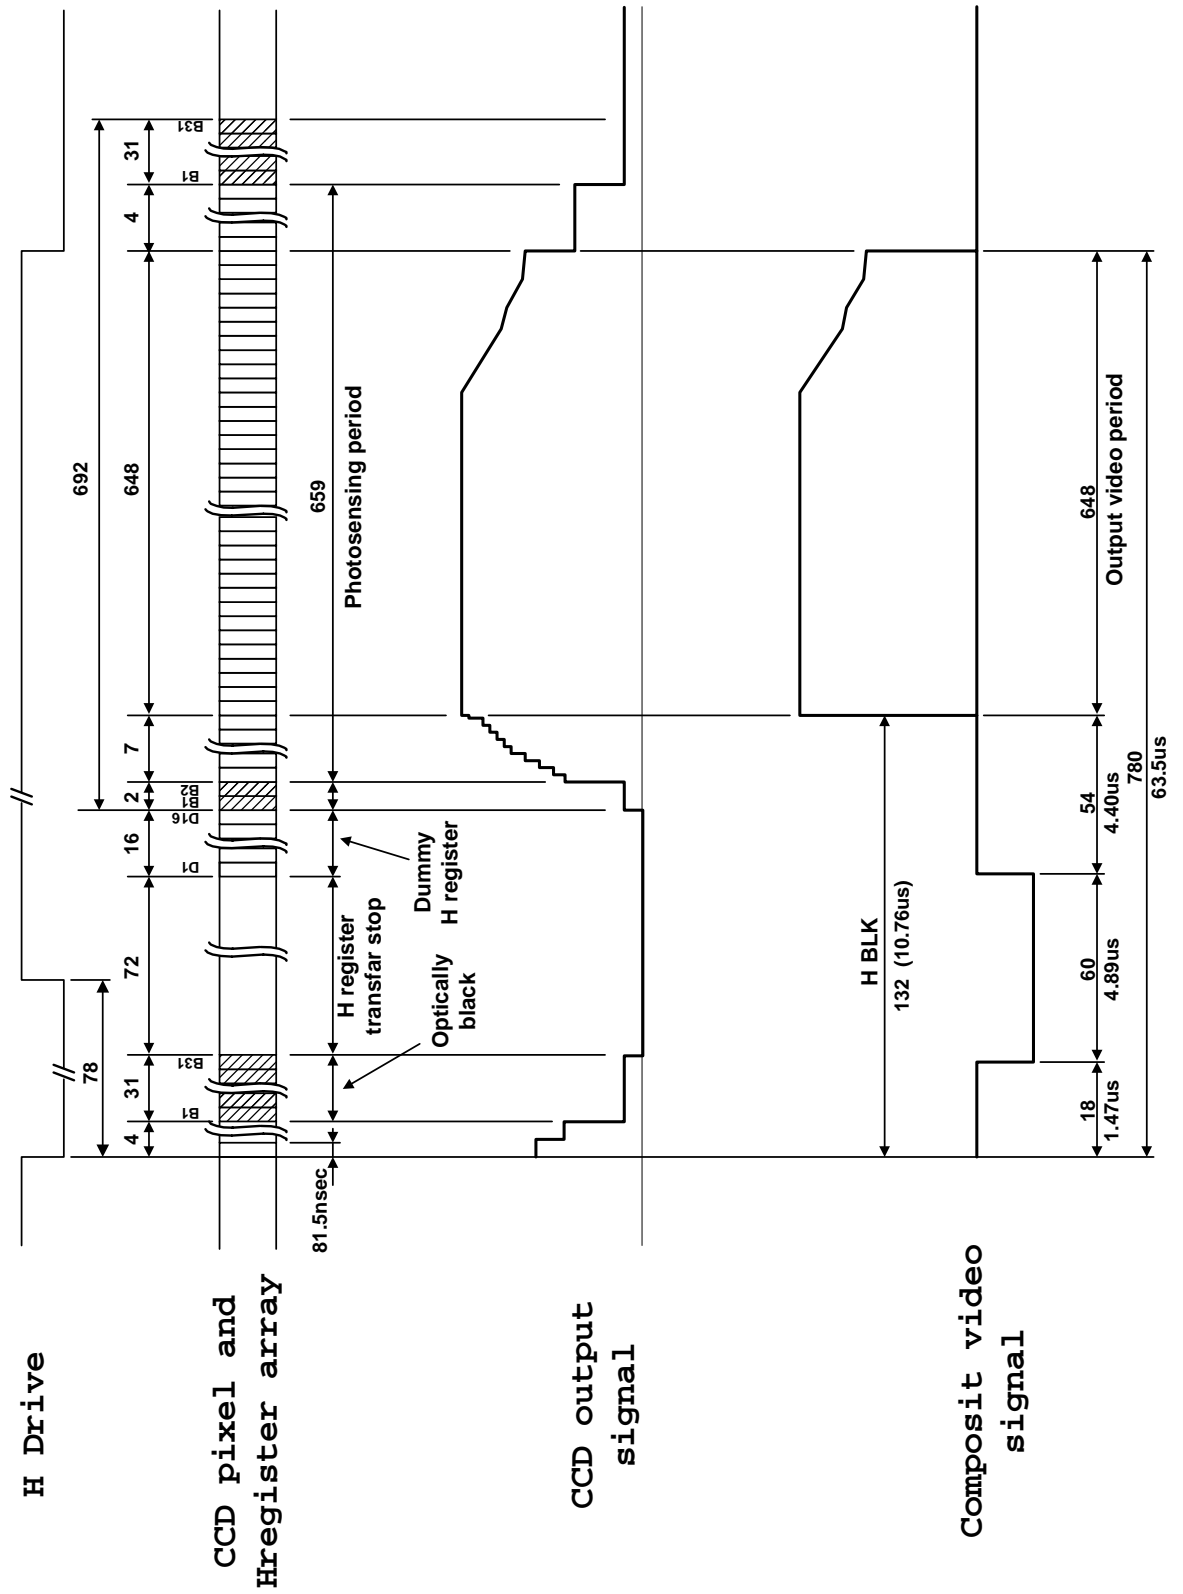 H Drive
78
CCD pixel and
Hregister array
4
31
72
16
2
7
648
4
31
692
B1
B31
D1
D16
B1
B2
B1
B31
81.5nsec
659
Photosensing period
H register
transfar stop
Optically
black
Dummy
H register
CCD output
signal
H BLK
132 (10.76us)
Composit video
signal
18
1.47us
60
4.89us
54
4.40us
648
Output video period
780
63.5us